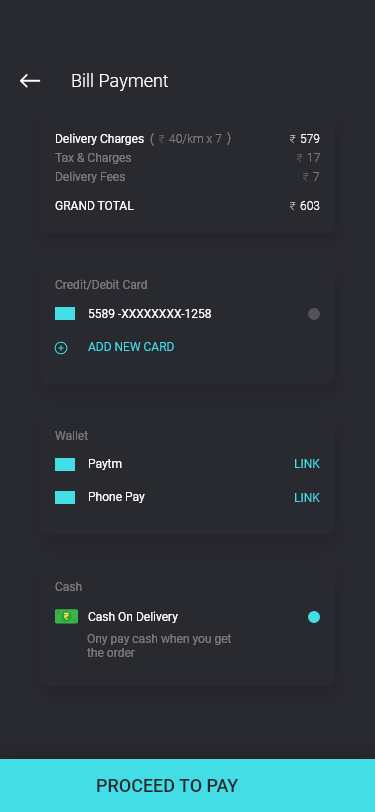 Bill Payment
Delivery Charges ( ₹ 40/km x 7 ) ₹ 579
Tax & Charges ₹ 17
Delivery Fees ₹ 7
GRAND TOTAL ₹ 603
Credit/Debit Card
5589 -XXXXXXXX-1258
ADD NEW CARD
Wallet
Paytm LINK
Phone Pay LINK
Cash
₹ Cash On Delivery
Ony pay cash when you get
the order
PROCEED TO PAY